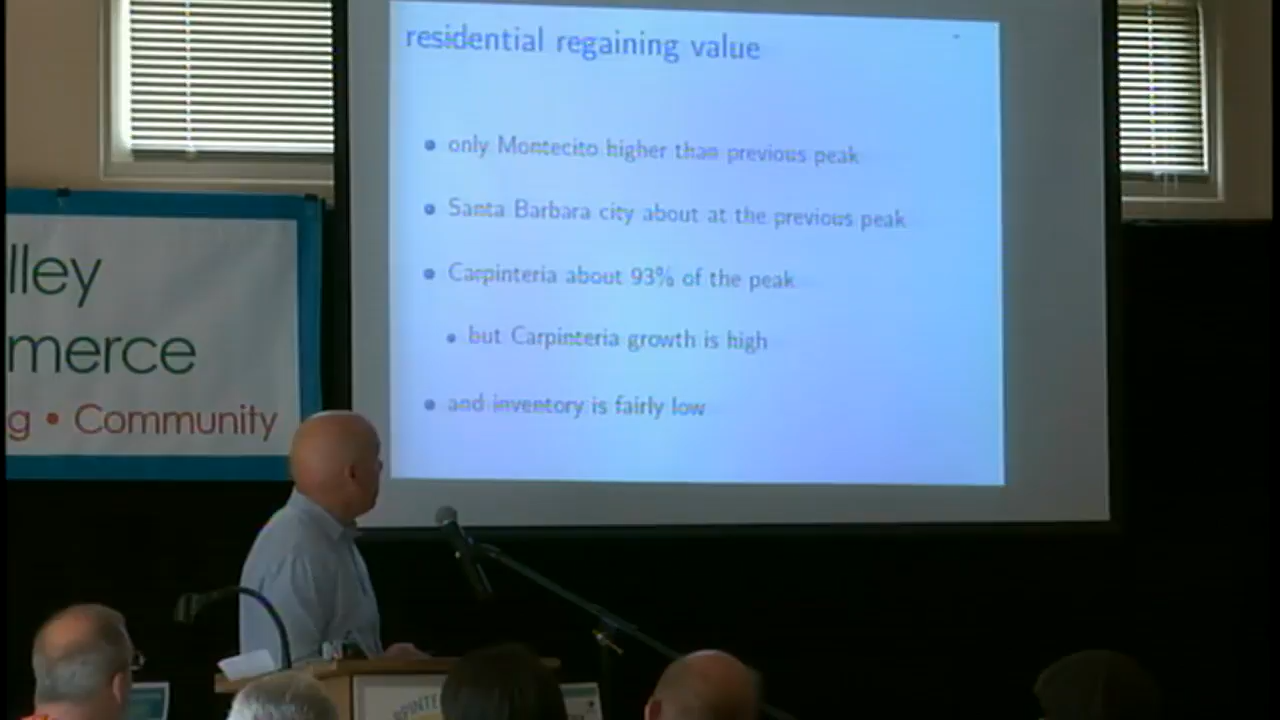 residential regaining value
only Montecito higher than previous peak
Santa Barbara city about at the previous peak
Carpinteria about 93% of the peak
but Carpinteria growth is high
and inventory is fairly low
lley
merce
g • Community
PINTE